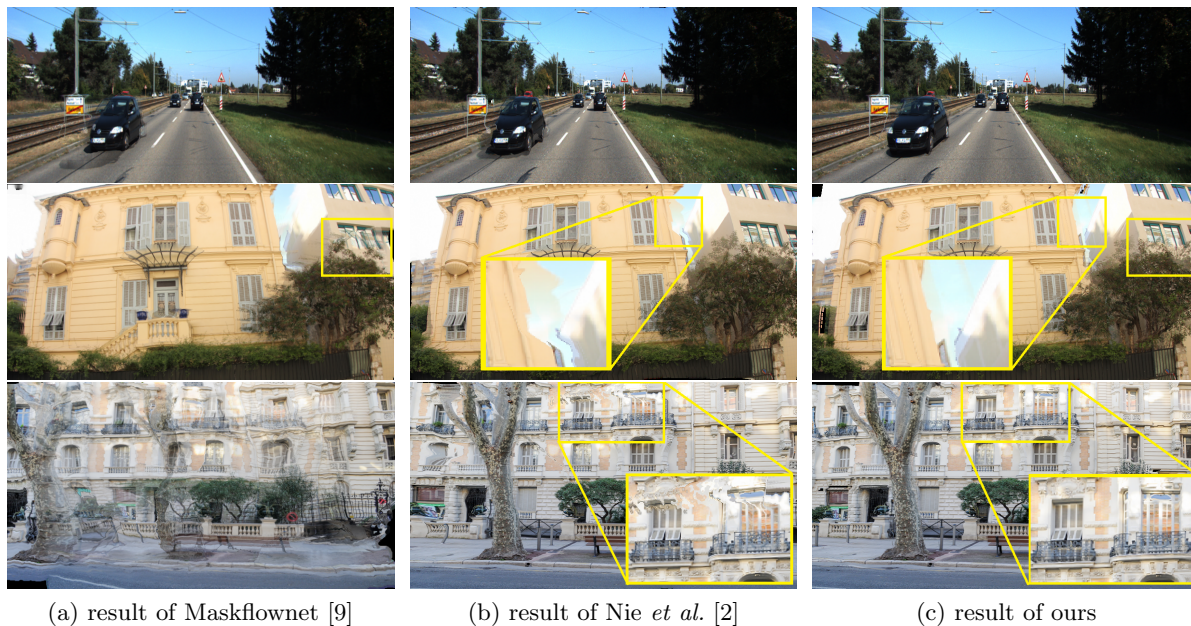 (a) result of Maskflownet [9]
(b) result of Nie et al. [2]
(c) result of ours